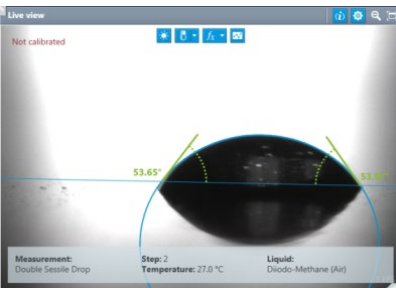 Live view
Not calibrated
53.65°
Measurement:
Double Sessile Drop
Step: 2
Temperature: 27.0 °C
Liquid:
Diiodo-Methane (Air)